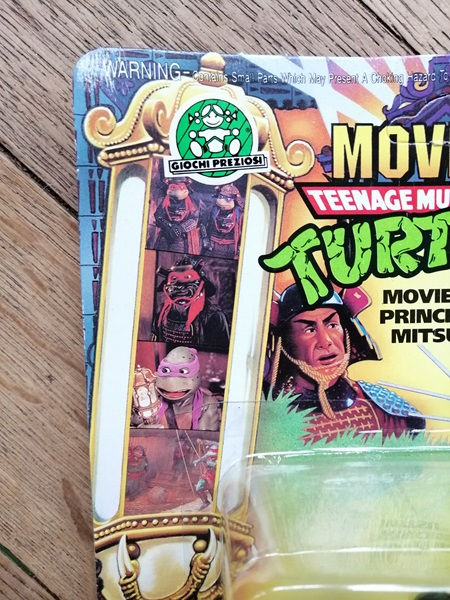 WARNING- Contains Small Parts Which May Present A Choking Hazard To
GIOCHI PREZIOSI
MOV
TEENAGE MU
TURT
MOVIE
PRINC
MITSU